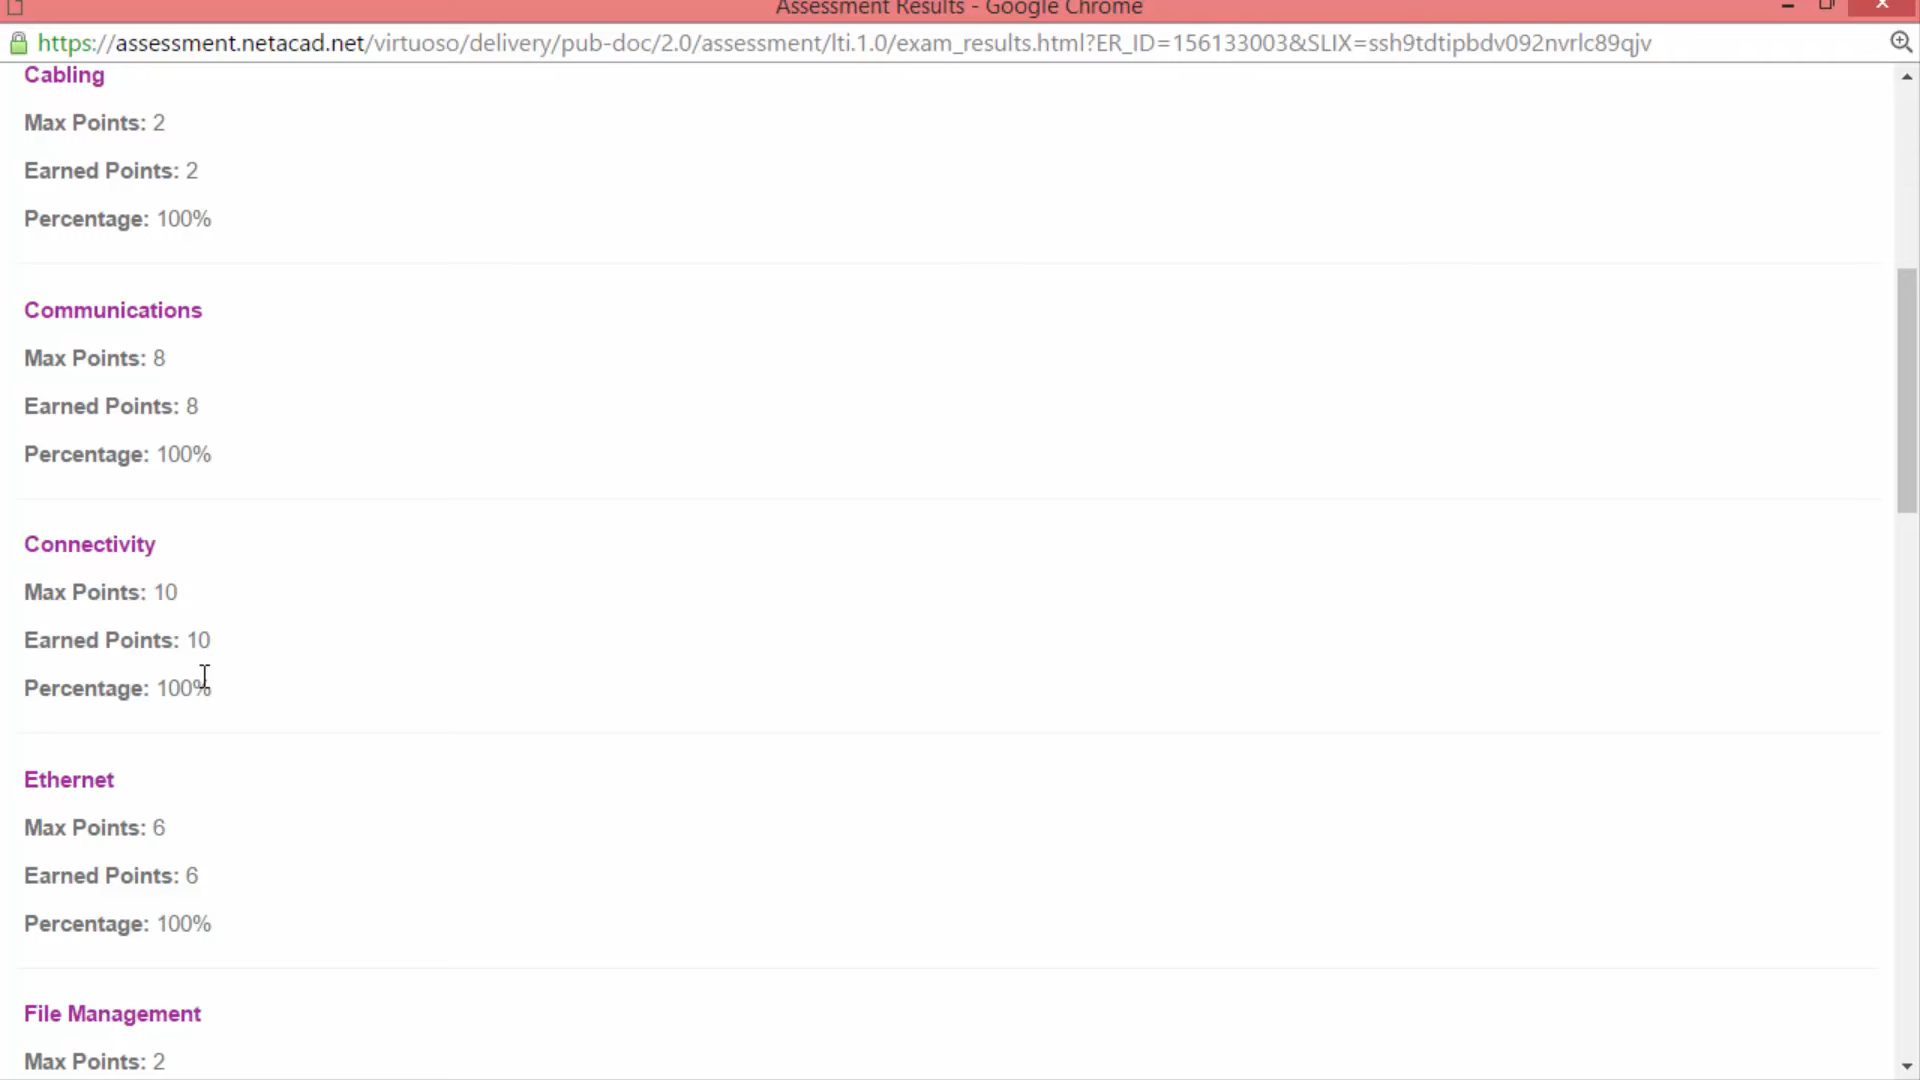 Assessment Results - Google Chrome
https://assessment.netacad.net/virtuoso/delivery/pub-doc/2.0/assessment/lti.1.0/exam_results.html?ER_ID=156133003&SLIX=ssh9tdtipbdv092nvrlc89qjv
Cabling
Max Points: 2
Earned Points: 2
Percentage: 100%
Communications
Max Points: 8
Earned Points: 8
Percentage: 100%
Connectivity
Max Points: 10
Earned Points: 10
Percentage: 100%
Ethernet
Max Points: 6
Earned Points: 6
Percentage: 100%
File Management
Max Points: 2